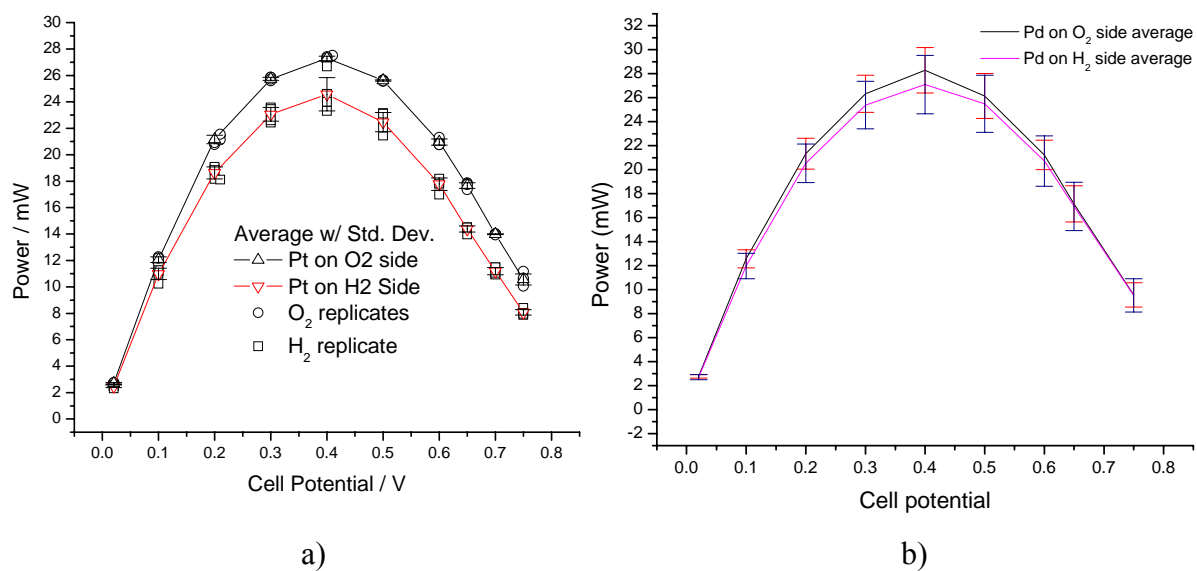 30
28
26
24
22
20
18
16
14
12
10
8
6
4
2
0
Power / mW
Average w/ Std. Dev.
Pt on O2 side
Pt on H2 Side
O₂ replicates
H₂ replicate
0.0 0.1 0.2 0.3 0.4 0.5 0.6 0.7 0.8
Cell Potential / V
a)
32
30
28
26
24
22
20
18
16
14
12
10
8
6
4
2
0
-2
Power (mW)
Pd on O₂ side average
Pd on H₂ side average
0.0 0.1 0.2 0.3 0.4 0.5 0.6 0.7 0.8
Cell potential
b)